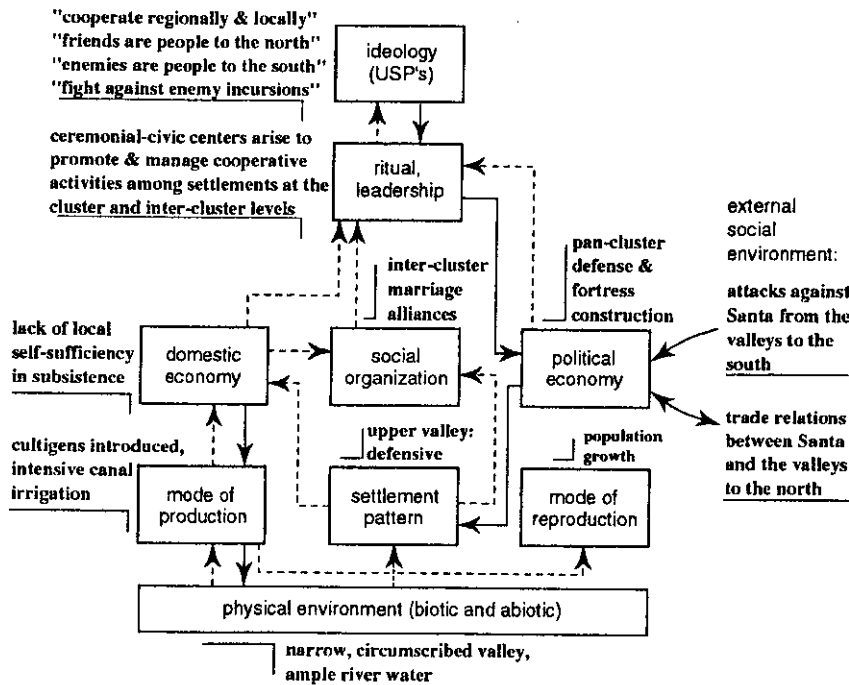 "cooperate regionally & locally"
"friends are people to the north"
"enemies are people to the south"
"fight against enemy incursions"
ideology
(USP's)
ceremonial-civic centers arise to
promote & manage cooperative
activities among settlements at the
cluster and inter-cluster levels
ritual,
leadership
external
social
environment:
inter-cluster
marriage
alliances
pan-cluster
defense &
fortress
construction
attacks against
Santa from the
valleys to the
south
lack of local
self-sufficiency
in subsistence
domestic
economy
social
organization
political
economy
trade relations
between Santa
and the valleys
to the north
cultigens introduced,
intensive canal
irrigation
upper valley:
defensive
population
growth
mode of
production
settlement
pattern
mode of
reproduction
physical environment (biotic and abiotic)
narrow, circumscribed valley,
ample river water